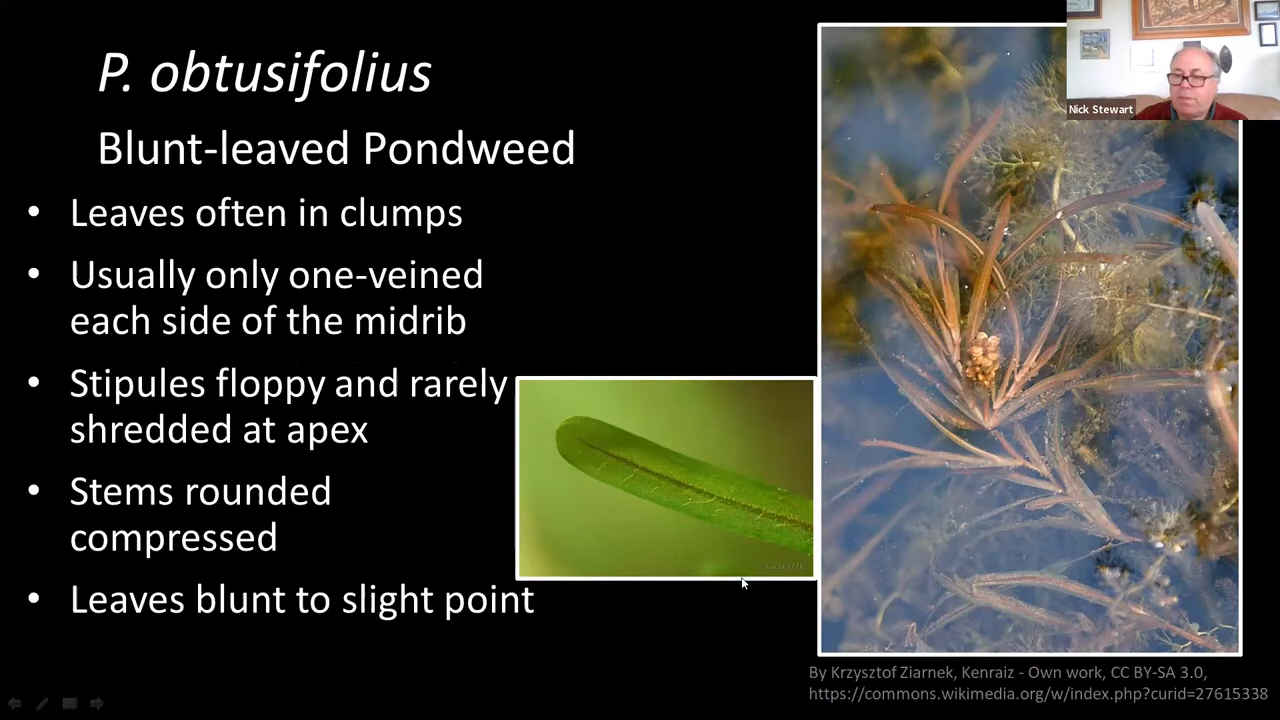 P. obtusifolius
Blunt-leaved Pondweed
• Leaves often in clumps
• Usually only one-veined
each side of the midrib
• Stipules floppy and rarely
shredded at apex
• Stems rounded
compressed
• Leaves blunt to slight point
Nick Stewart
By Krzysztof Ziarnek, Kenraiz - Own work, CC BY-SA 3.0,
https://commons.wikimedia.org/w/index.php?curid=27615338